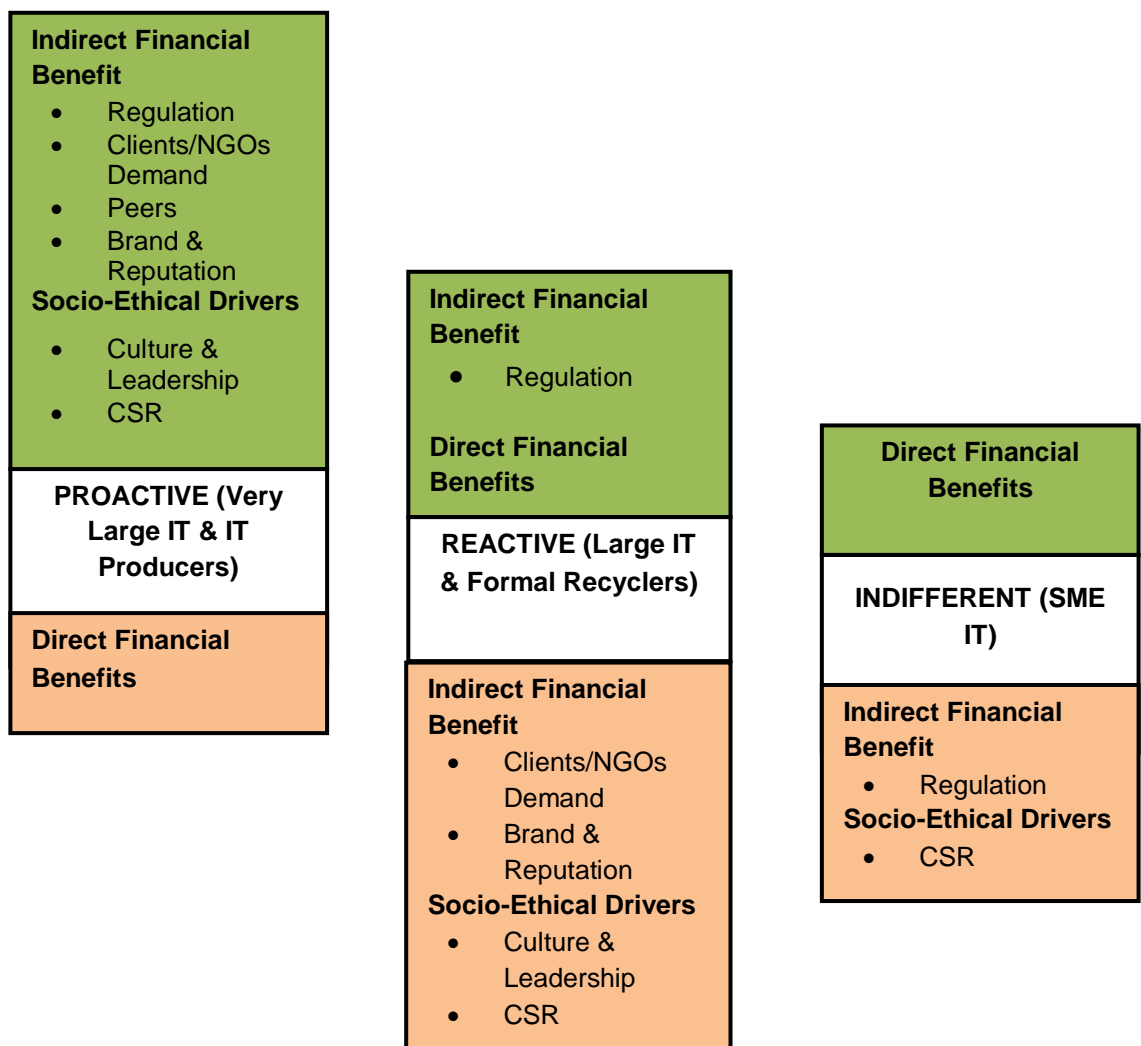 Indirect Financial
Benefit
• Regulation
• Clients/NGOs
Demand
• Peers
• Brand &
Reputation
Socio-Ethical Drivers
• Culture &
Leadership
• CSR
PROACTIVE (Very
Large IT & IT
Producers)
Direct Financial
Benefits
Indirect Financial
Benefit
• Regulation
Direct Financial
Benefits
REACTIVE (Large IT
& Formal Recyclers)
Indirect Financial
Benefit
• Clients/NGOs
Demand
• Brand &
Reputation
Socio-Ethical Drivers
• Culture &
Leadership
• CSR
Direct Financial
Benefits
INDIFFERENT (SME
IT)
Indirect Financial
Benefit
• Regulation
Socio-Ethical Drivers
• CSR